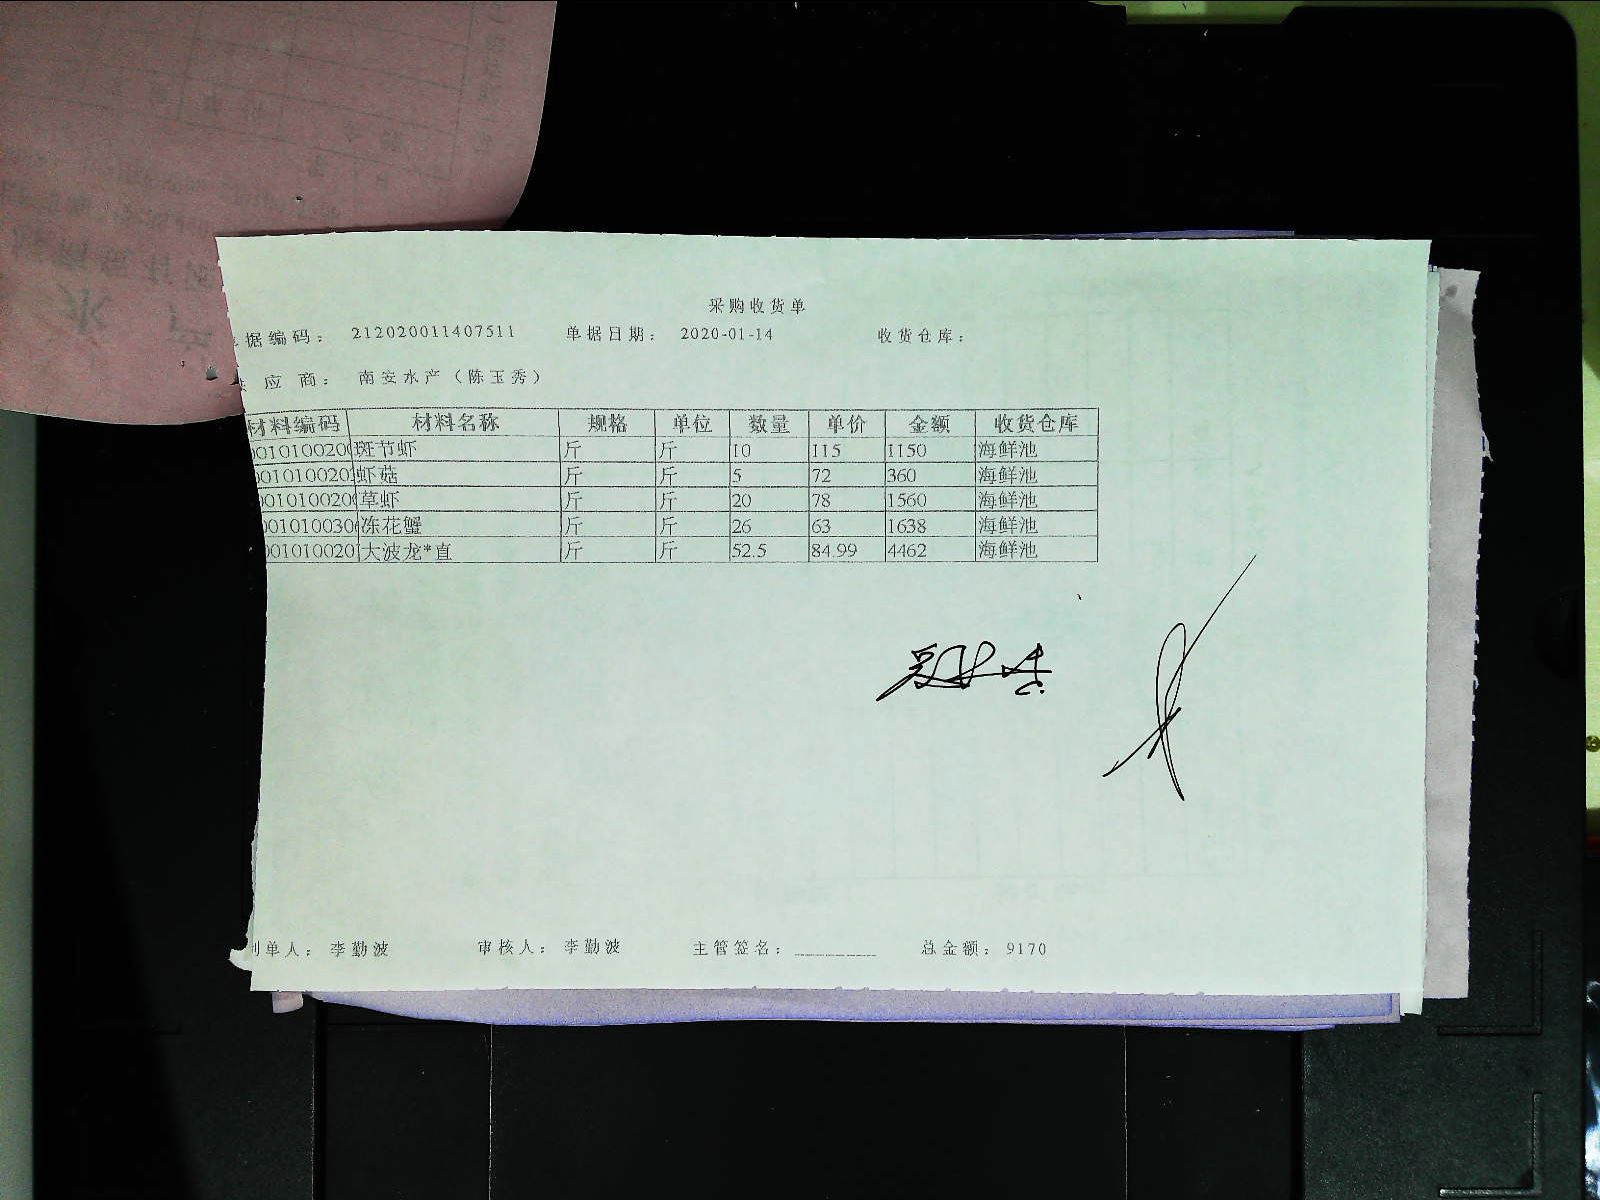 采购收货单
据编码： 212020011407511 单据日期： 2020-01-14 收货仓库：
应 商： 南安水产（陈玉秀）
材料编码 材料名称 规格 单位 数量 单价 金额 收货仓库
00101002 斑节虾 斤 斤 10 115 1150 海鲜池
001010020 虾菇 斤 斤 5 72 360 海鲜池
001010020 草虾 斤 斤 20 78 1560 海鲜池
001010030 冻花蟹 斤 斤 26 63 1638 海鲜池
001010020 大波龙*直 斤 斤 52.5 84.99 4462 海鲜池
制单人： 李勤波 审核人： 李勤波 主管签名： 总金额： 9170